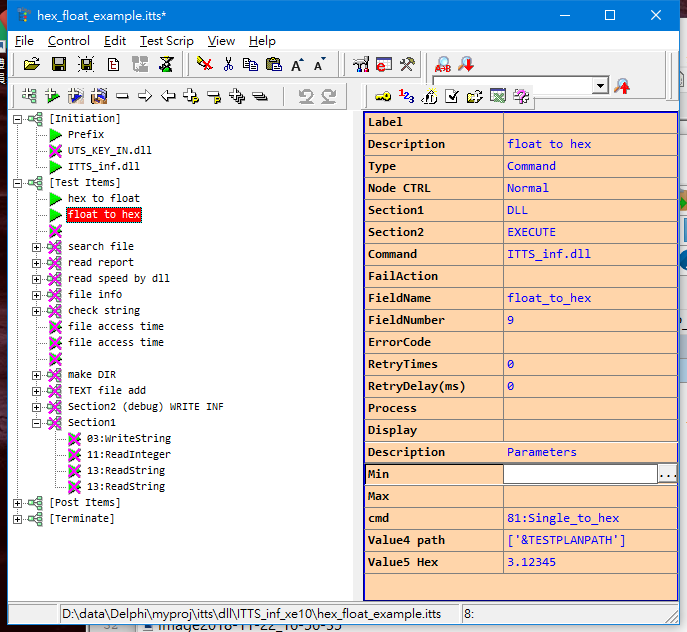 hex_float_example.itts*
File Control Edit Test Scrip View Help
[Initiation]
Prefix
UTS_KEY_IN.dll
ITTS_inf.dll
[Test Items]
hex to float
float to hex
search file
read report
read speed by dll
file info
check string
file access time
file access time
make DIR
TEXT file add
Section2 (debug) WRITE INF
Section1
03:WriteString
11:ReadInteger
13:ReadString
13:ReadString
[Post Items]
[Terminate]
Label
Description float to hex
Type Command
Node CTRL Normal
Section1 DLL
Section2 EXECUTE
Command ITTS_inf.dll
FailAction
FieldName float_to_hex
FieldNumber 9
ErrorCode
RetryTimes 0
RetryDelay(ms) 0
Process
Display
Description Parameters
Min ...
Max
cmd 81:Single_to_hex
Value4 path ['&TESTPLANPATH']
Value5 Hex 3.12345
D:\data\Delphi\myproj\itts\dll\ITTS_inf_xe10\hex_float_example.itts 8: